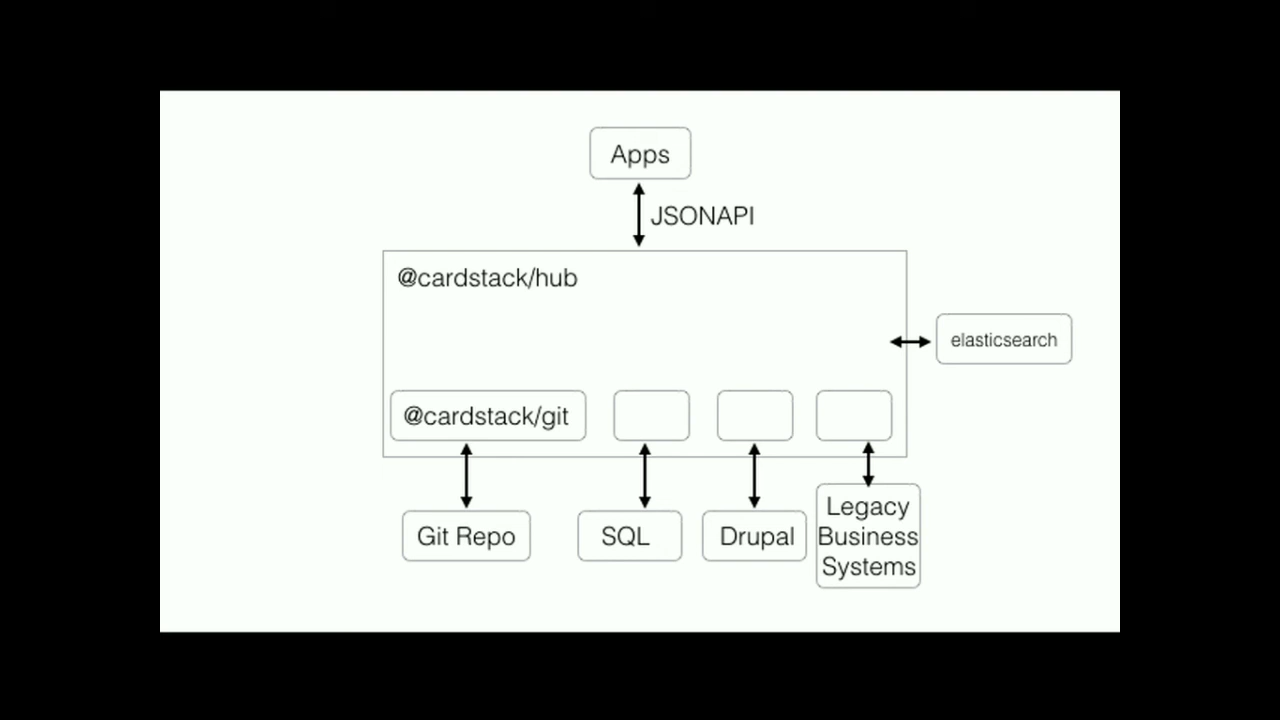 Apps
JSONAPI
@cardstack/hub
elasticsearch
@cardstack/git
Git Repo
SQL
Drupal
Legacy
Business
Systems